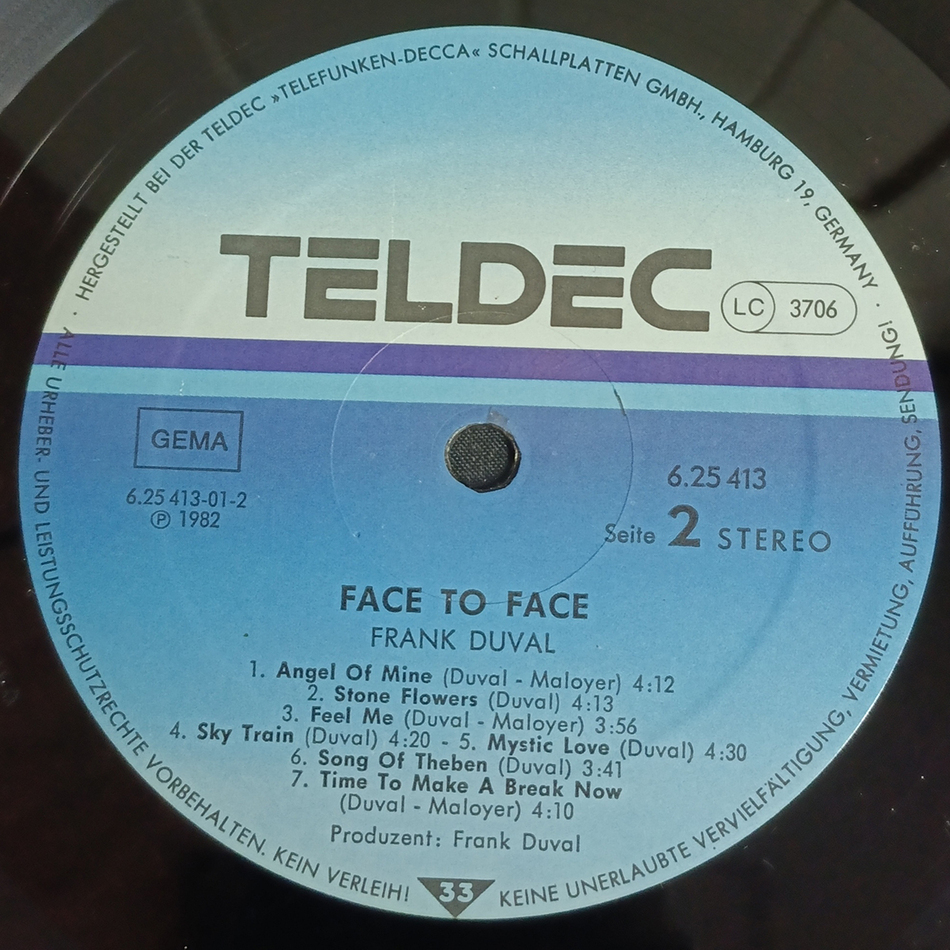 · HERGESTELLT BEI DER TELDEC »TELEFUNKEN-DECCA« SCHALLPLATTEN GMBH., HAMBURG 19, GERMANY ·
TELDEC
LC 3706
GEMA
6.25 413-01-2
℗ 1982
6.25 413
Seite 2 STEREO
FACE TO FACE
FRANK DUVAL
1. Angel Of Mine (Duval - Maloyer) 4:12
2. Stone Flowers (Duval) 4:13
3. Feel Me (Duval - Maloyer) 3:56
4. Sky Train (Duval) 4:20 - 5. Mystic Love (Duval) 4:30
6. Song Of Theben (Duval) 3:41
7. Time To Make A Break Now
(Duval - Maloyer) 4:10
Produzent: Frank Duval
33
ALLE URHEBER- UND LEISTUNGSSCHUTZRECHTE VORBEHALTEN. KEIN VERLEIH! KEINE UNERLAUBTE VERVIELFÄLTIGUNG, VERMIETUNG, AUFFÜHRUNG, SENDUNG!